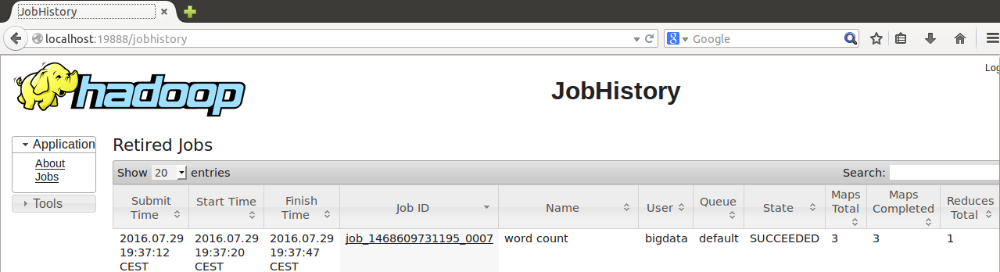 JobHistory
localhost:19888/jobhistory
Google
Log
hadoop
JobHistory
Application
About
Jobs
Tools
Retired Jobs
Show 20 entries
Search:
Submit Time
Start Time
Finish Time
Job ID
Name
User
Queue
State
Maps Total
Maps Completed
Reduces Total
2016.07.29 2016.07.29 2016.07.29 job_1468609731195_0007 word count bigdata default SUCCEEDED 3 3 1
19:37:12 19:37:20 19:37:47
CEST CEST CEST